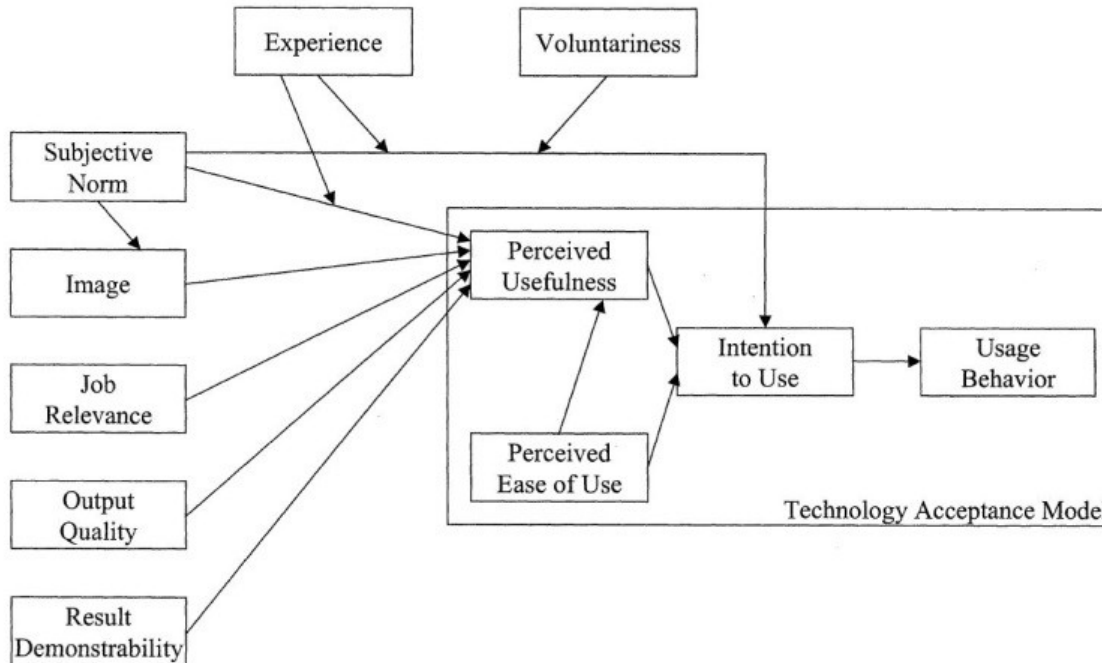 Experience
Voluntariness
Subjective
Norm
Image
Job
Relevance
Output
Quality
Result
Demonstrability
Perceived
Usefulness
Perceived
Ease of Use
Intention
to Use
Usage
Behavior
Technology Acceptance Mode